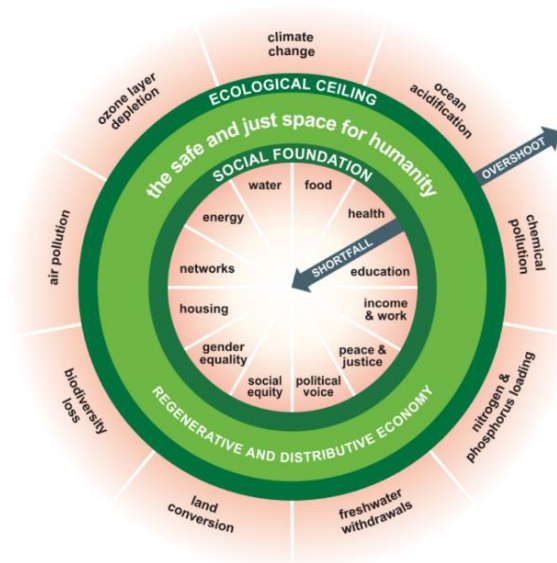 climate
change
ozone layer
depletion
ocean
acidification
ECOLOGICAL CEILING
the safe and just space for humanity
OVERSHOOT
SOCIAL FOUNDATION
water
food
energy
health
SHORTFALL
air pollution
chemical
pollution
networks
education
housing
income
& work
gender
equality
peace &
justice
social
equity
political
voice
biodiversity
loss
nitrogen &
phosphorus loading
REGENERATIVE AND DISTRIBUTIVE ECONOMY
land
conversion
freshwater
withdrawals